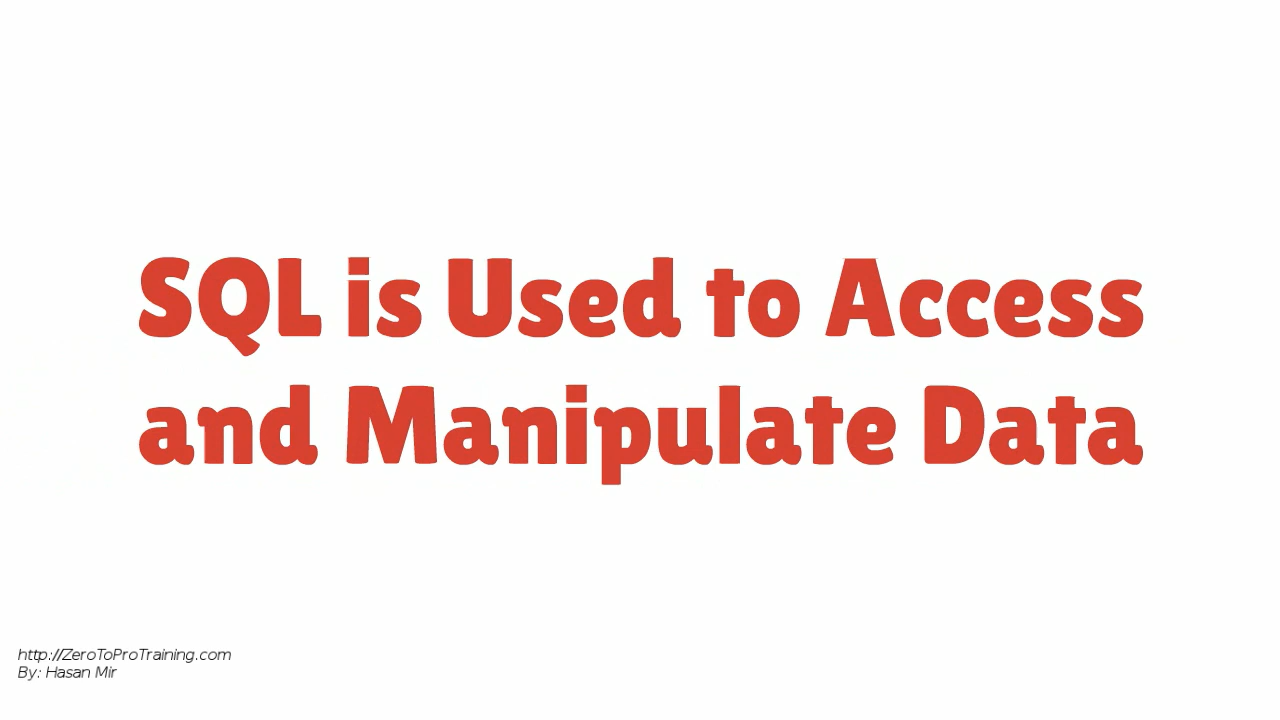 SQL is Used to Access
and Manipulate Data
http://ZeroToProTraining.com
By: Hasan Mir